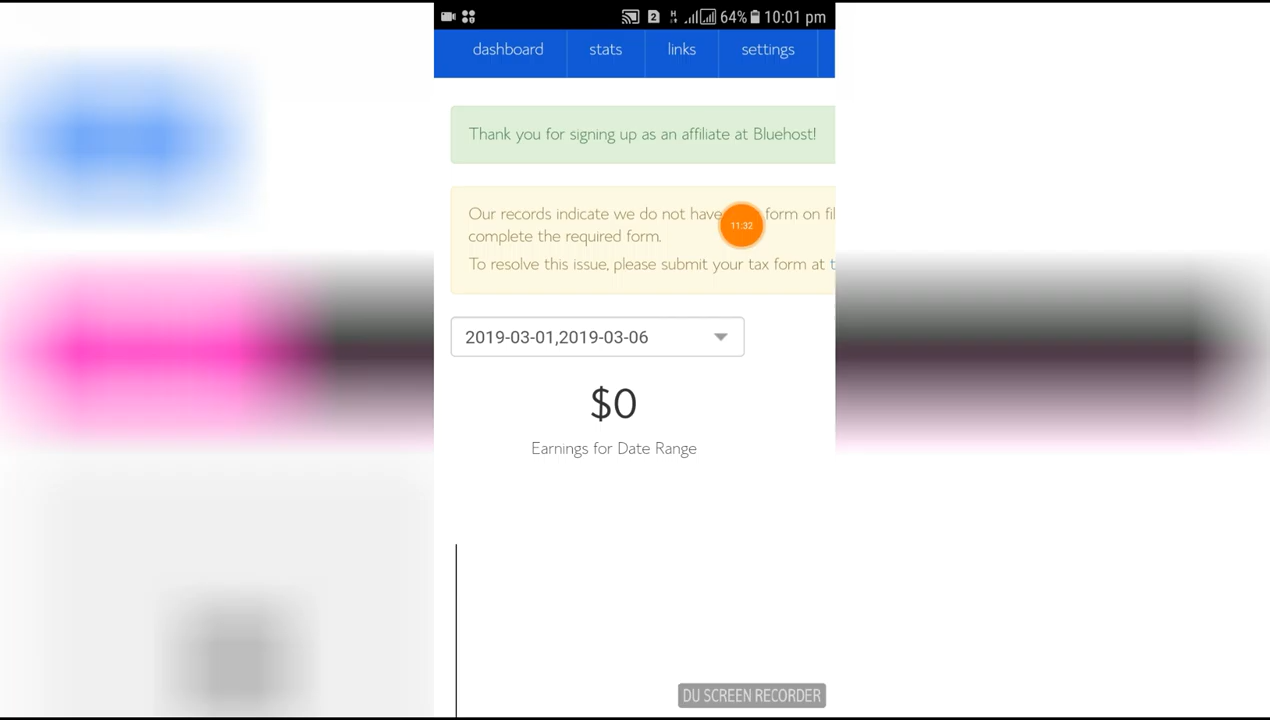 2 64% 10:01 pm
dashboard stats links settings
Thank you for signing up as an affiliate at Bluehost!
Our records indicate we do not have form on fil
11:32
complete the required form.
To resolve this issue, please submit your tax form at t
2019-03-01,2019-03-06
$0
Earnings for Date Range
DU SCREEN RECORDER